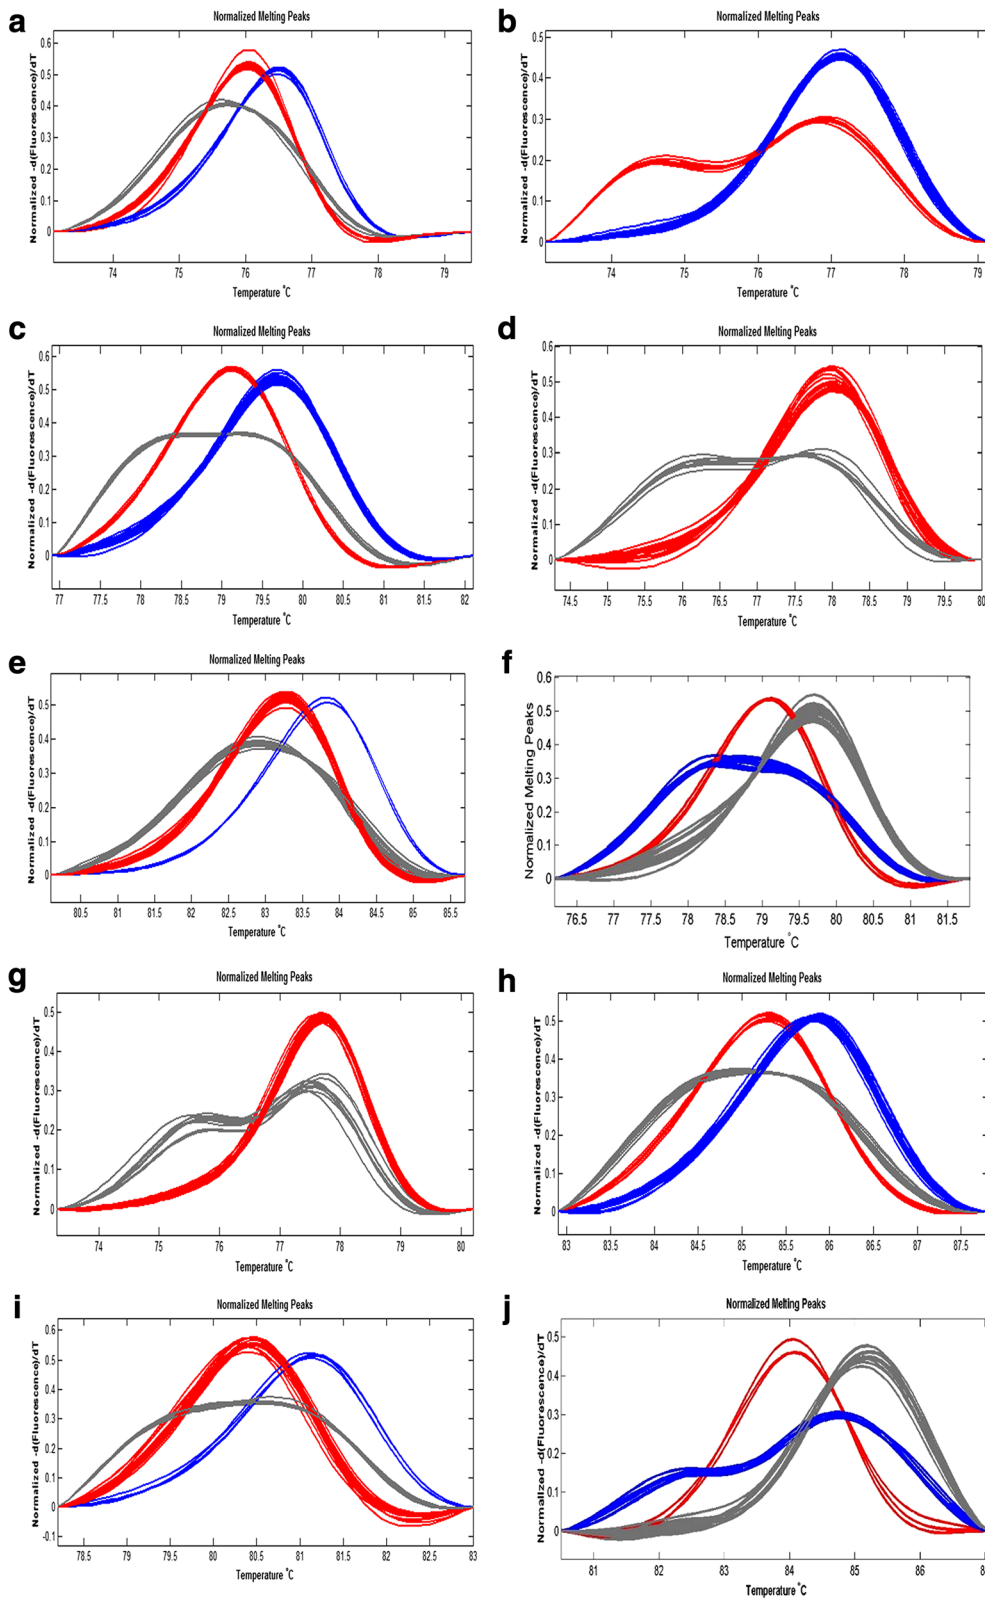 a
Normalized Melting Peaks
Normalized -d(Fluorescence)/dT
0.6
0.5
0.4
0.3
0.2
0.1
0
74 75 76 77 78 79
Temperature °C
b
Normalized Melting Peaks
Normalized -d(Fluorescence)/dT
0.5
0.4
0.3
0.2
0.1
0
74 75 76 77 78 79
Temperature °C
c
Normalized Melting Peaks
Normalized -d(Fluorescence)/dT
0.6
0.5
0.4
0.3
0.2
0.1
0
77 77.5 78 78.5 79 79.5 80 80.5 81 81.5 82
Temperature °C
d
Normalized Melting Peaks
Normalized -d(Fluorescence)/dT
0.6
0.5
0.4
0.3
0.2
0.1
0
74.5 75 75.5 76 76.5 77 77.5 78 78.5 79 79.5 80
Temperature °C
e
Normalized Melting Peaks
Normalized -d(Fluorescence)/dT
0.5
0.4
0.3
0.2
0.1
0
80.5 81 81.5 82 82.5 83 83.5 84 84.5 85 85.5
Temperature °C
f
Normalized Melting Peaks
0.6
0.5
0.4
0.3
0.2
0.1
0
76.5 77 77.5 78 78.5 79 79.5 80 80.5 81 81.5
Temperature °C
g
Normalized Melting Peaks
Normalized -d(Fluorescence)/dT
0.5
0.4
0.3
0.2
0.1
0
74 75 76 77 78 79 80
Temperature °C
h
Normalized Melting Peaks
Normalized -d(Fluorescence)/dT
0.5
0.4
0.3
0.2
0.1
0
83 83.5 84 84.5 85 85.5 86 86.5 87 87.5
Temperature °C
i
Normalized Melting Peaks
Normalized -d(Fluorescence)/dT
0.6
0.5
0.4
0.3
0.2
0.1
0
-0.1
78.5 79 79.5 80 80.5 81 81.5 82 82.5 83
Temperature °C
j
Normalized Melting Peaks
Normalized -d(Fluorescence)/dT
0.5
0.4
0.3
0.2
0.1
0
81 82 83 84 85 86
Temperature °C